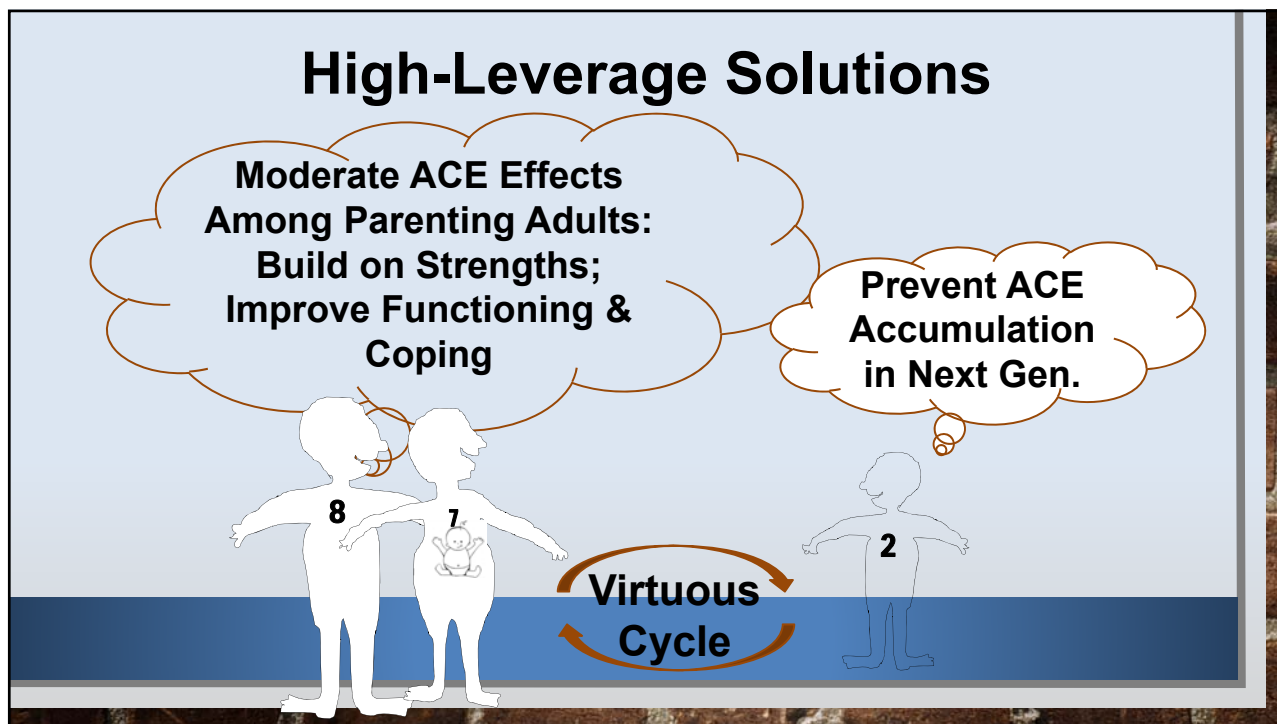 High-Leverage Solutions
Moderate ACE Effects
Among Parenting Adults:
Build on Strengths;
Improve Functioning &
Coping
Prevent ACE
Accumulation
in Next Gen.
8
7
2
Virtuous
Cycle